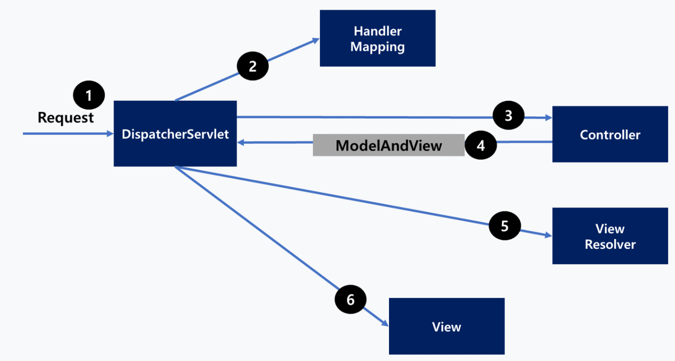 1
Request
DispatcherServlet
2
Handler
Mapping
3
Controller
ModelAndView
4
5
View
Resolver
6
View